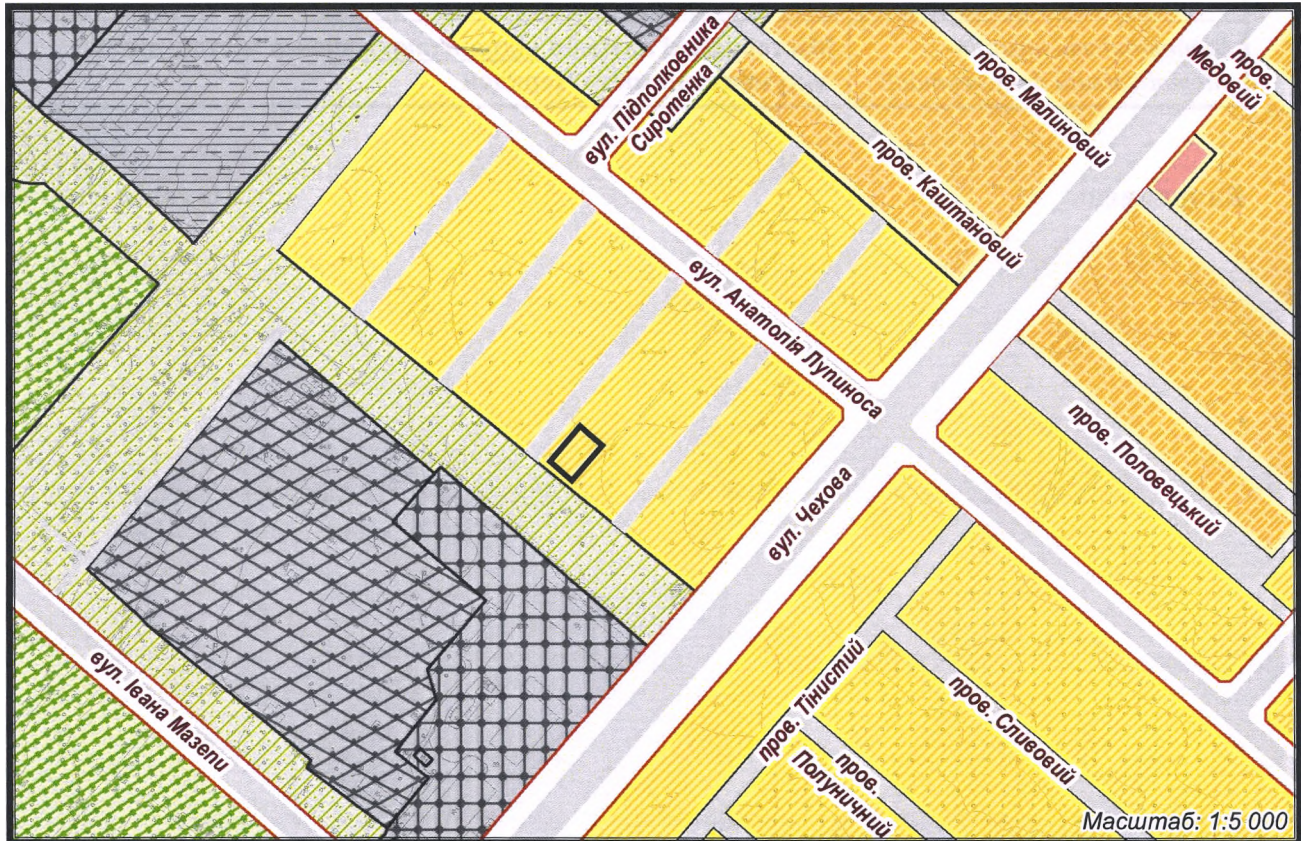 вул. Підполковника
Сиротенка
пров. Малиновий
пров.
Медовий
пров. Каштановий
вул. Анатолія Лупиноса
пров. Половецький
вул. Чехова
вул. Івана Мазепи
пров. Тінистий
пров. Сливовий
пров.
Полуничний
Масштаб: 1:5 000